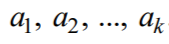 a₁, a₂, ..., aₖ